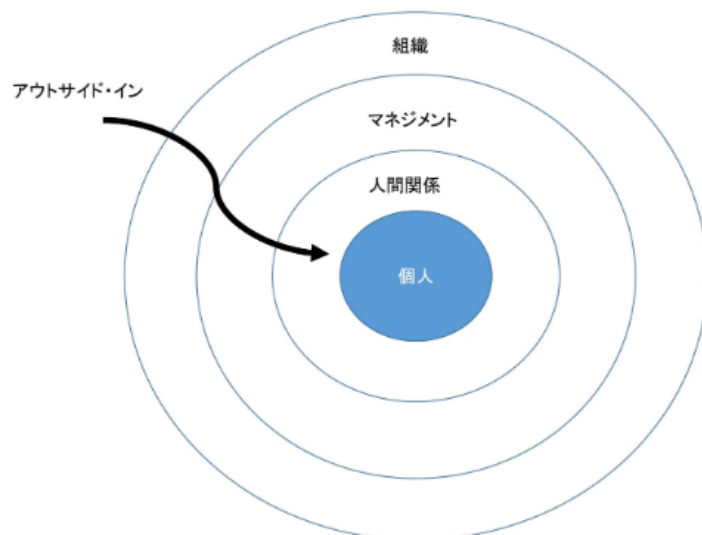 組織
アウトサイド・イン
マネジメント
人間関係
個人